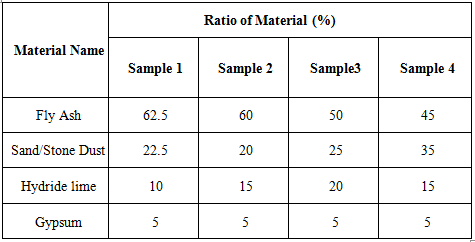 Material Name Ratio of Material (%)
Sample 1 Sample 2 Sample3 Sample 4
Fly Ash 62.5 60 50 45
Sand/Stone Dust 22.5 20 25 35
Hydride lime 10 15 20 15
Gypsum 5 5 5 5